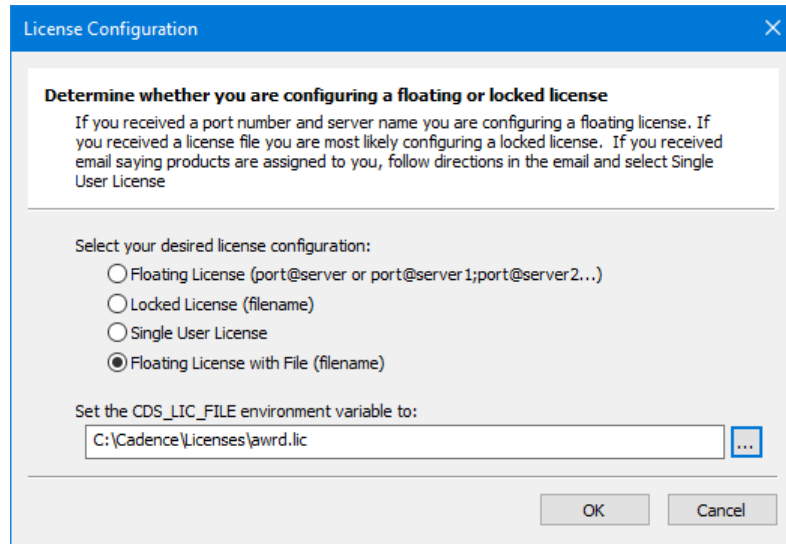 License Configuration
Determine whether you are configuring a floating or locked license
If you received a port number and server name you are configuring a floating license. If
you received a license file you are most likely configuring a locked license.  If you received
email saying products are assigned to you, follow directions in the email and select Single
User License
Select your desired license configuration:
Floating License (port@server or port@server1;port@server2...)
Locked License (filename)
Single User License
Floating License with File (filename)
Set the CDS_LIC_FILE environment variable to:
C:\Cadence\Licenses\awrd.lic
...
OK
Cancel